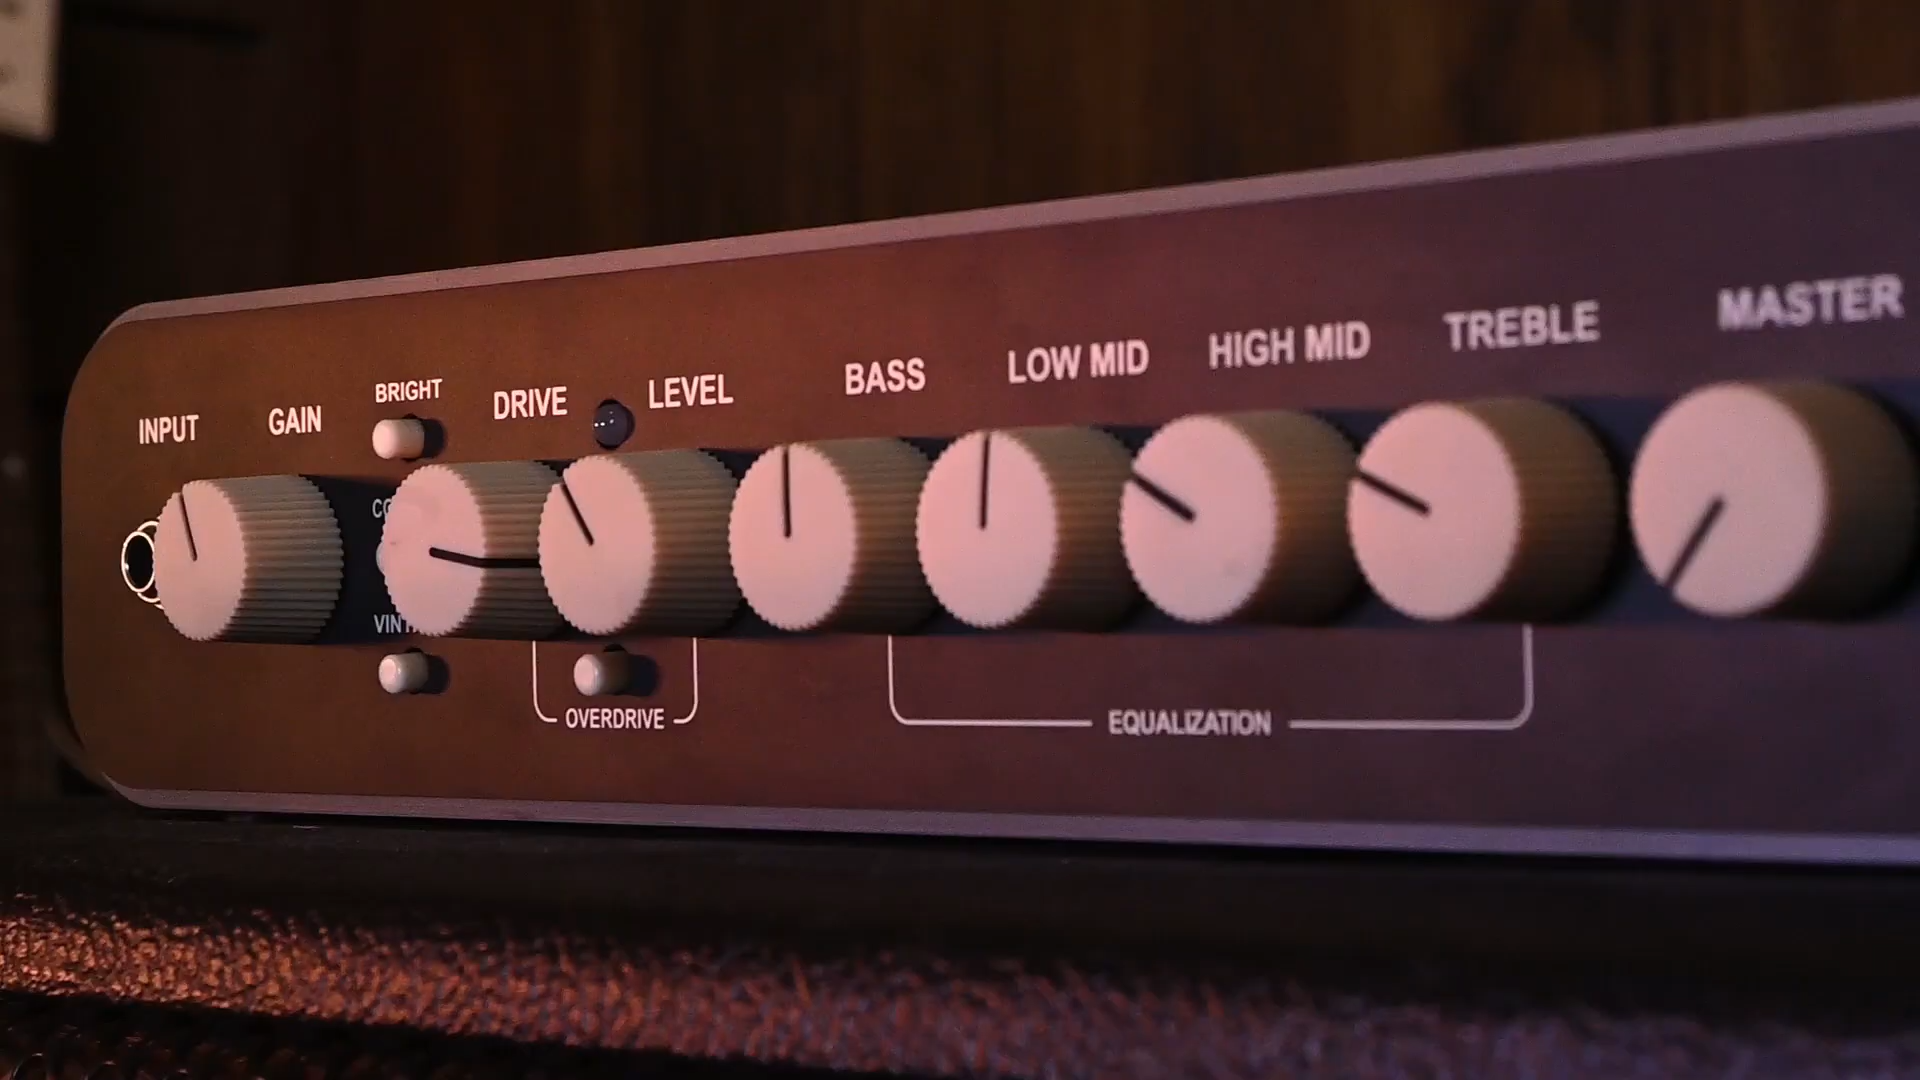 INPUT
GAIN
BRIGHT
DRIVE
LEVEL
BASS
LOW MID
HIGH MID
TREBLE
MASTER
OVERDRIVE
EQUALIZATION